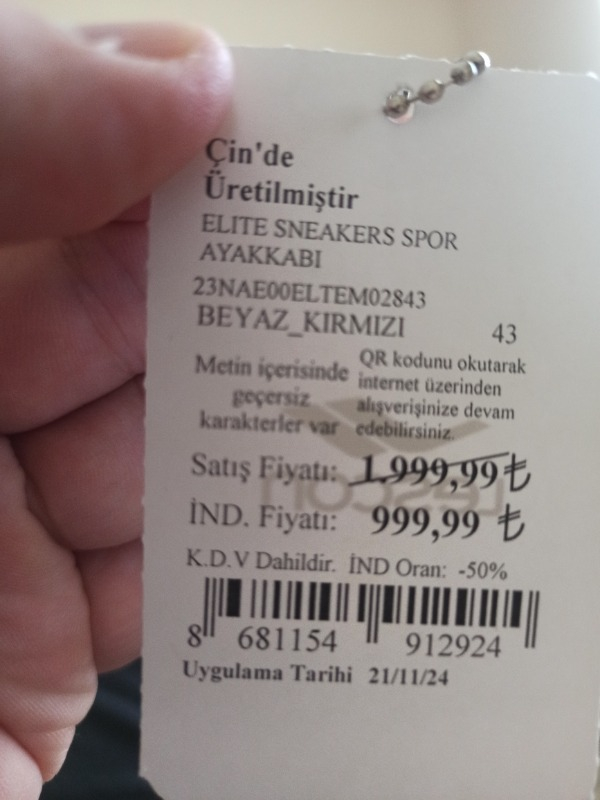 Çin'de
Üretilmiştir
ELITE SNEAKERS SPOR
AYAKKABI
23NAE00ELTEM02843
BEYAZ_KIRMIZI 43
Metin içerisinde
geçersiz
karakterler var
QR kodunu okutarak
internet üzerinden
alışverişinize devam
edebilirsiniz.
Satış Fiyatı: 1.999,99 ₺
İND. Fiyatı: 999,99 ₺
K.D.V Dahildir. İND Oran: -50%
8 681154 912924
Uygulama Tarihi 21/11/24